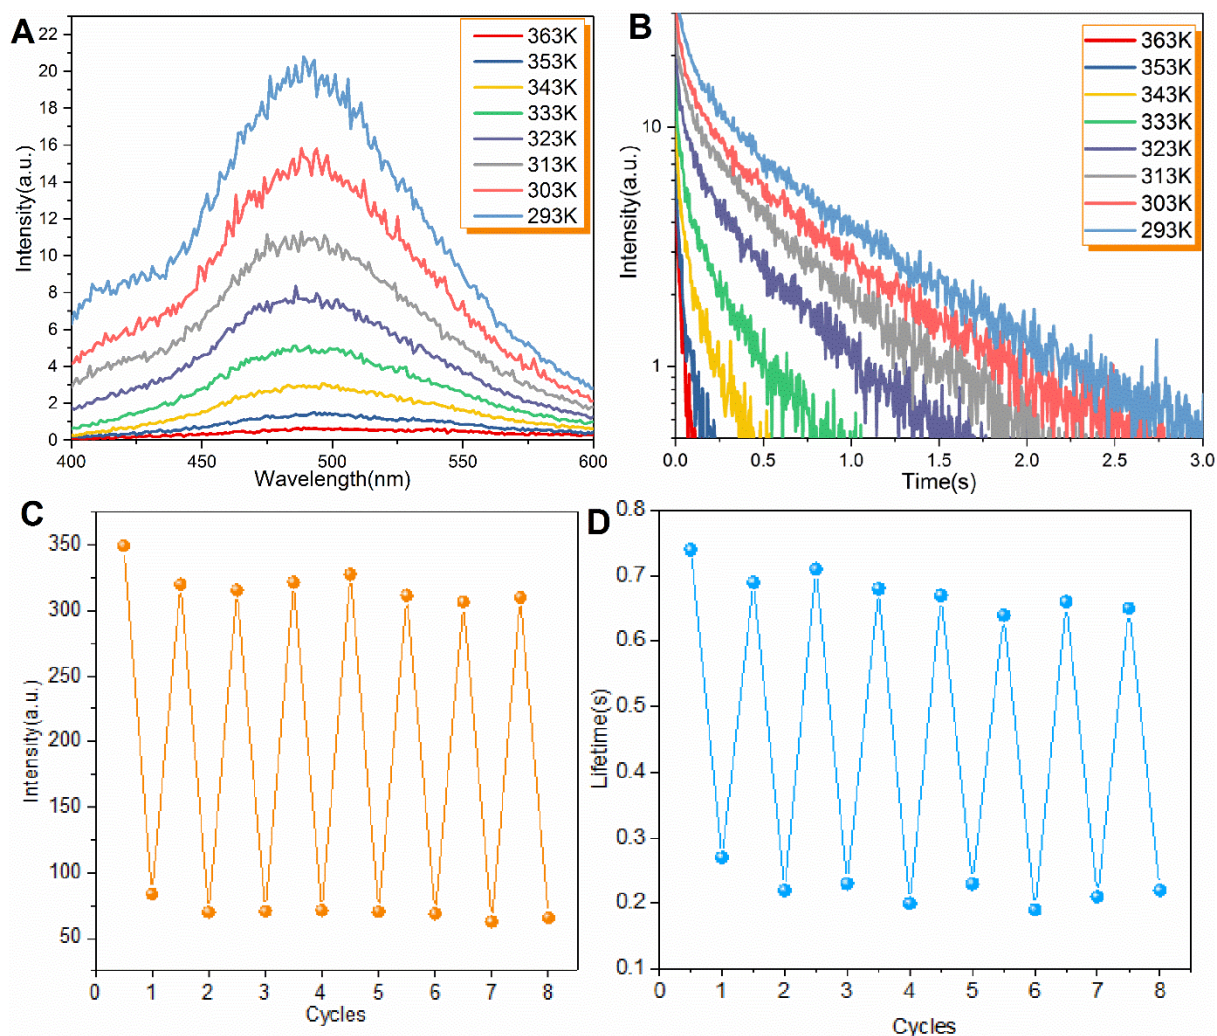 A
Intensity(a.u.)
22
20
18
16
14
12
10
8
6
4
2
0
400
450
500
550
600
Wavelength(nm)
363K
353K
343K
333K
323K
313K
303K
293K
B
Intensity(a.u.)
10
1
0.0
0.5
1.0
1.5
2.0
2.5
3.0
Time(s)
363K
353K
343K
333K
323K
313K
303K
293K
C
Intensity(a.u.)
350
300
250
200
150
100
50
0
1
2
3
4
5
6
7
8
Cycles
D
Lifetime(s)
0.8
0.7
0.6
0.5
0.4
0.3
0.2
0.1
0
1
2
3
4
5
6
7
8
Cycles